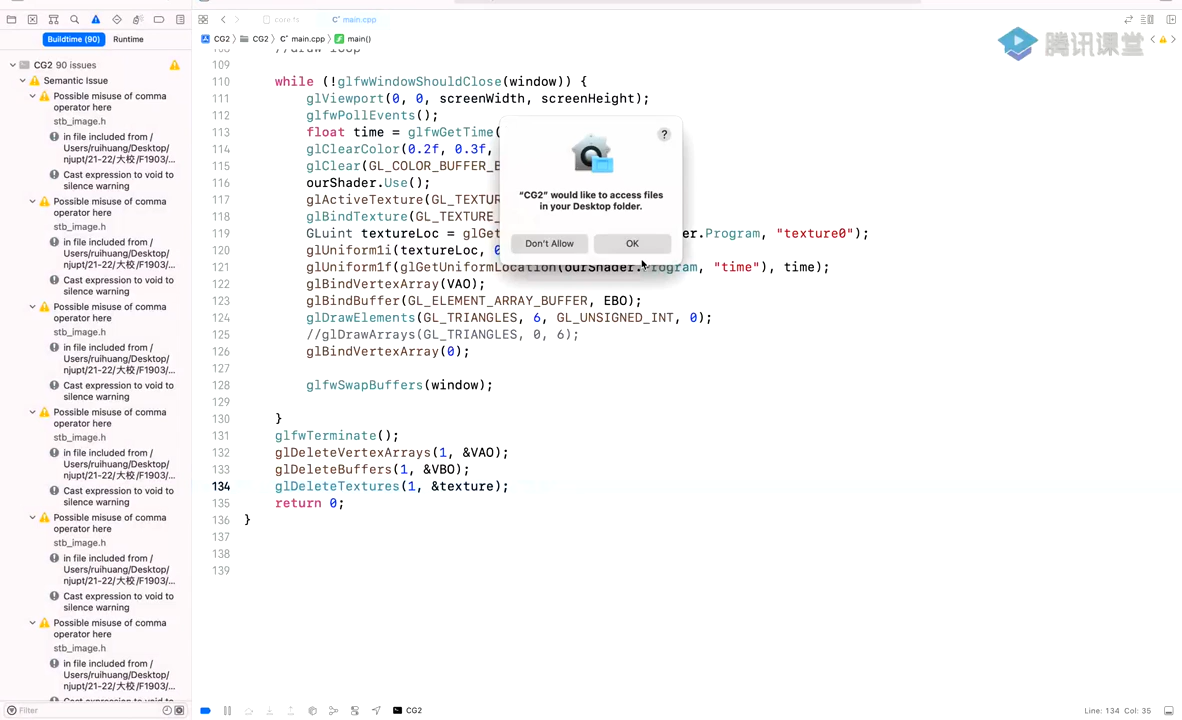 core 1s
main.cpp
CG2 〉 CG2 〉 main.cpp 〉 main()
腾讯课堂
Buildtime (90)
Runtime
CG2 90 issues
Semantic Issue
Possible misuse of comma
operator here
stb_image.h
in file included from /
Users/ruihuang/Desktop/
njupt/21-22/大校/F1903/...
Cast expression to void to
silence warning
Possible misuse of comma
operator here
stb_image.h
in file included from /
Users/ruihuang/Desktop/
njupt/21-22/大校/F1903/...
Cast expression to void to
silence warning
Possible misuse of comma
operator here
stb_image.h
in file included from /
Users/ruihuang/Desktop/
njupt/21-22/大校/F1903/...
Cast expression to void to
silence warning
Possible misuse of comma
operator here
stb_image.h
in file included from /
Users/ruihuang/Desktop/
njupt/21-22/大校/F1903/...
Cast expression to void to
silence warning
Possible misuse of comma
operator here
stb_image.h
in file included from /
Users/ruihuang/Desktop/
njupt/21-22/大校/F1903/...
Cast expression to void to
silence warning
Possible misuse of comma
operator here
stb_image.h
in file included from /
Users/ruihuang/Desktop/
njupt/21-22/大校/F1903/...
Cast expression to void to
Filter
108 //draw loop
109
110 while (!glfwWindowShouldClose(window)) {
111 glViewport(0, 0, screenWidth, screenHeight);
112 glfwPollEvents();
113 float time = glfwGetTime(
114 glClearColor(0.2f, 0.3f,
115 glClear(GL_COLOR_BUFFER_B
116 ourShader.Use();
117 glActiveTexture(GL_TEXTUR
118 glBindTexture(GL_TEXTURE_
119 GLuint textureLoc = glGet er.Program, "texture0");
120 glUniform1i(textureLoc, 0
121 glUniform1f(glGetUniformLocation(ourShader.Program, "time"), time);
122 glBindVertexArray(VAO);
123 glBindBuffer(GL_ELEMENT_ARRAY_BUFFER, EBO);
124 glDrawElements(GL_TRIANGLES, 6, GL_UNSIGNED_INT, 0);
125 //glDrawArrays(GL_TRIANGLES, 0, 6);
126 glBindVertexArray(0);
127
128 glfwSwapBuffers(window);
129
130 }
131 glfwTerminate();
132 glDeleteVertexArrays(1, &VAO);
133 glDeleteBuffers(1, &VBO);
134 glDeleteTextures(1, &texture);
135 return 0;
136 }
137
138
139
?
“CG2” would like to access files
in your Desktop folder.
Don't Allow
OK
CG2
Line: 134 Col: 35